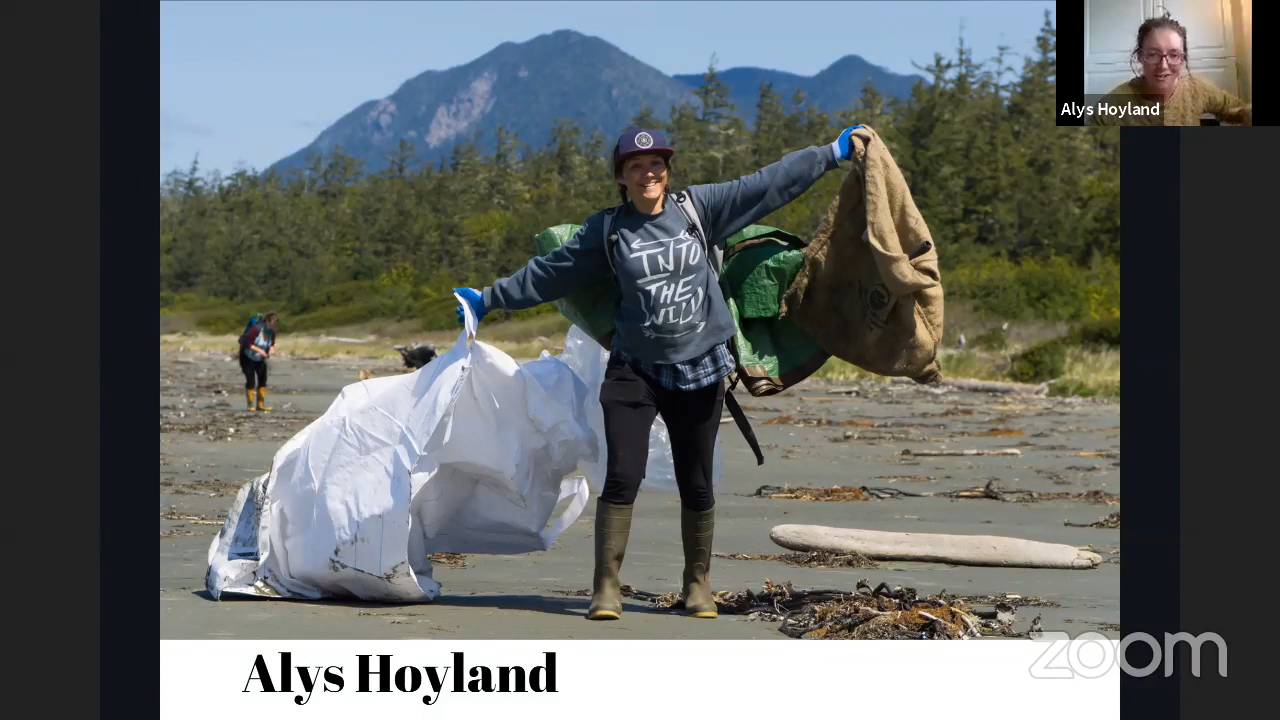 Alys Hoyland
INTO
THE
WILD
Alys Hoyland
zoom